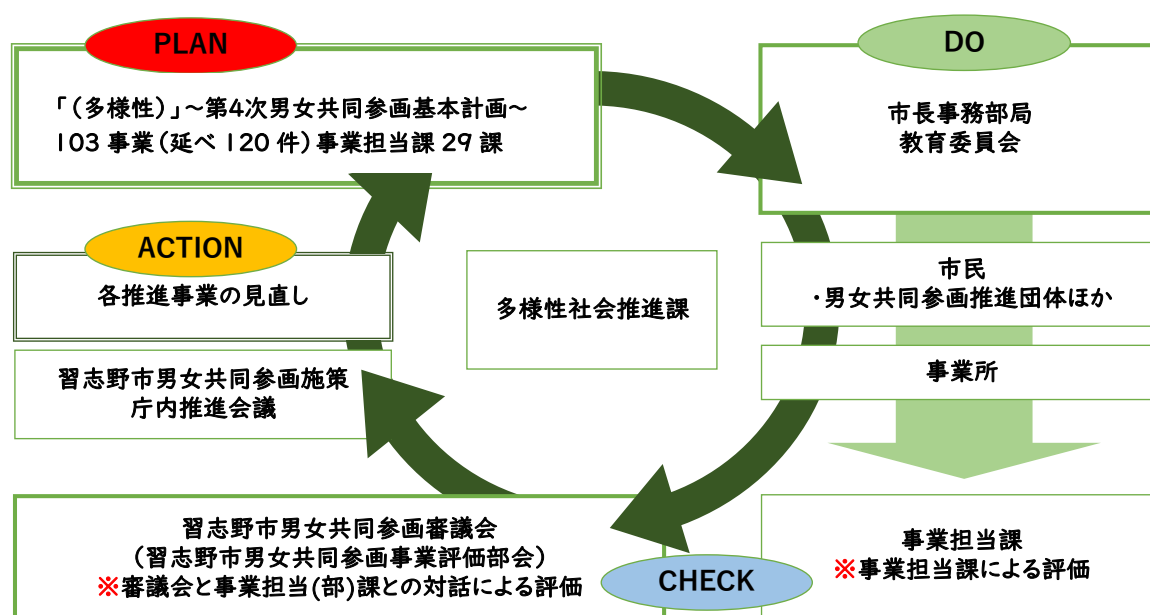 PLAN
「（多様性）」～第4次男女共同参画基本計画～
103 事業（延べ 120 件）事業担当課 29 課
DO
市長事務部局
教育委員会
市民
・男女共同参画推進団体ほか
事業所
事業担当課
※事業担当課による評価
CHECK
習志野市男女共同参画審議会
（習志野市男女共同参画事業評価部会）
※審議会と事業担当(部)課との対話による評価
ACTION
各推進事業の見直し
習志野市男女共同参画施策
庁内推進会議
多様性社会推進課